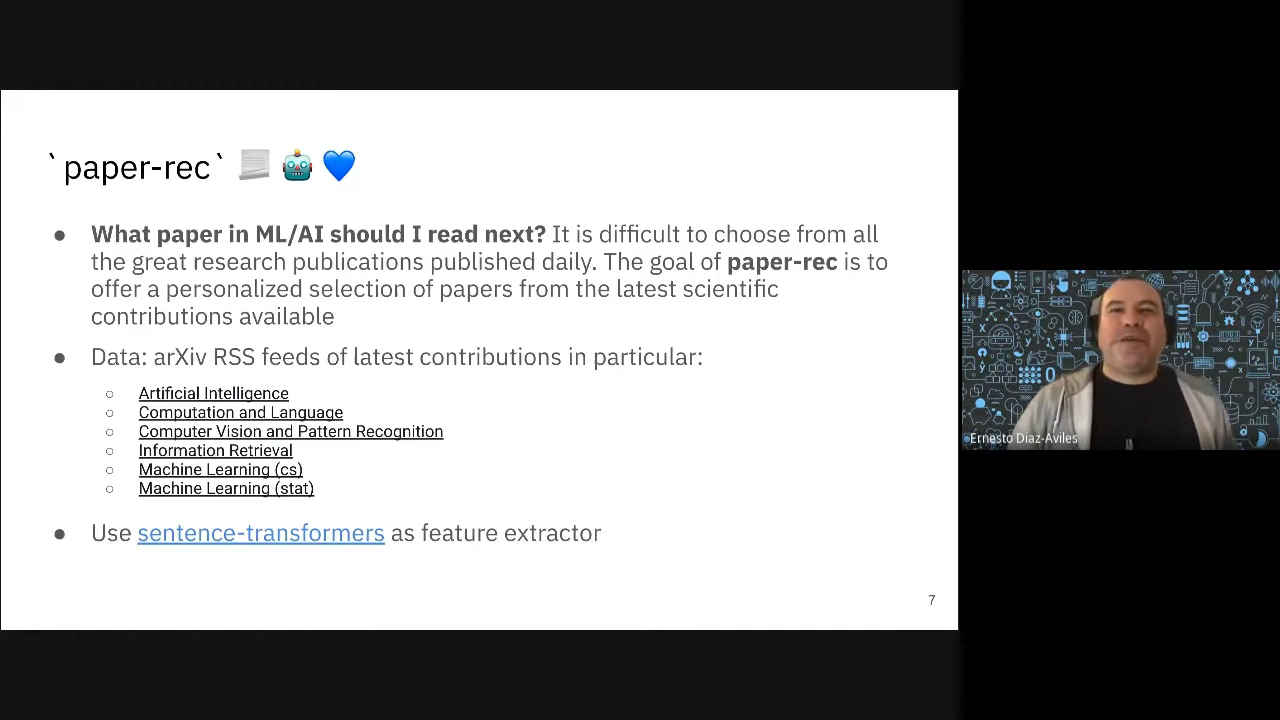 `paper-rec` 📃 🤖 💙
● What paper in ML/AI should I read next? It is difficult to choose from all
the great research publications published daily. The goal of paper-rec is to
offer a personalized selection of papers from the latest scientific
contributions available
● Data: arXiv RSS feeds of latest contributions in particular:
○ Artificial Intelligence
○ Computation and Language
○ Computer Vision and Pattern Recognition
○ Information Retrieval
○ Machine Learning (cs)
○ Machine Learning (stat)
● Use sentence-transformers as feature extractor
7
Ernesto Diaz-Aviles